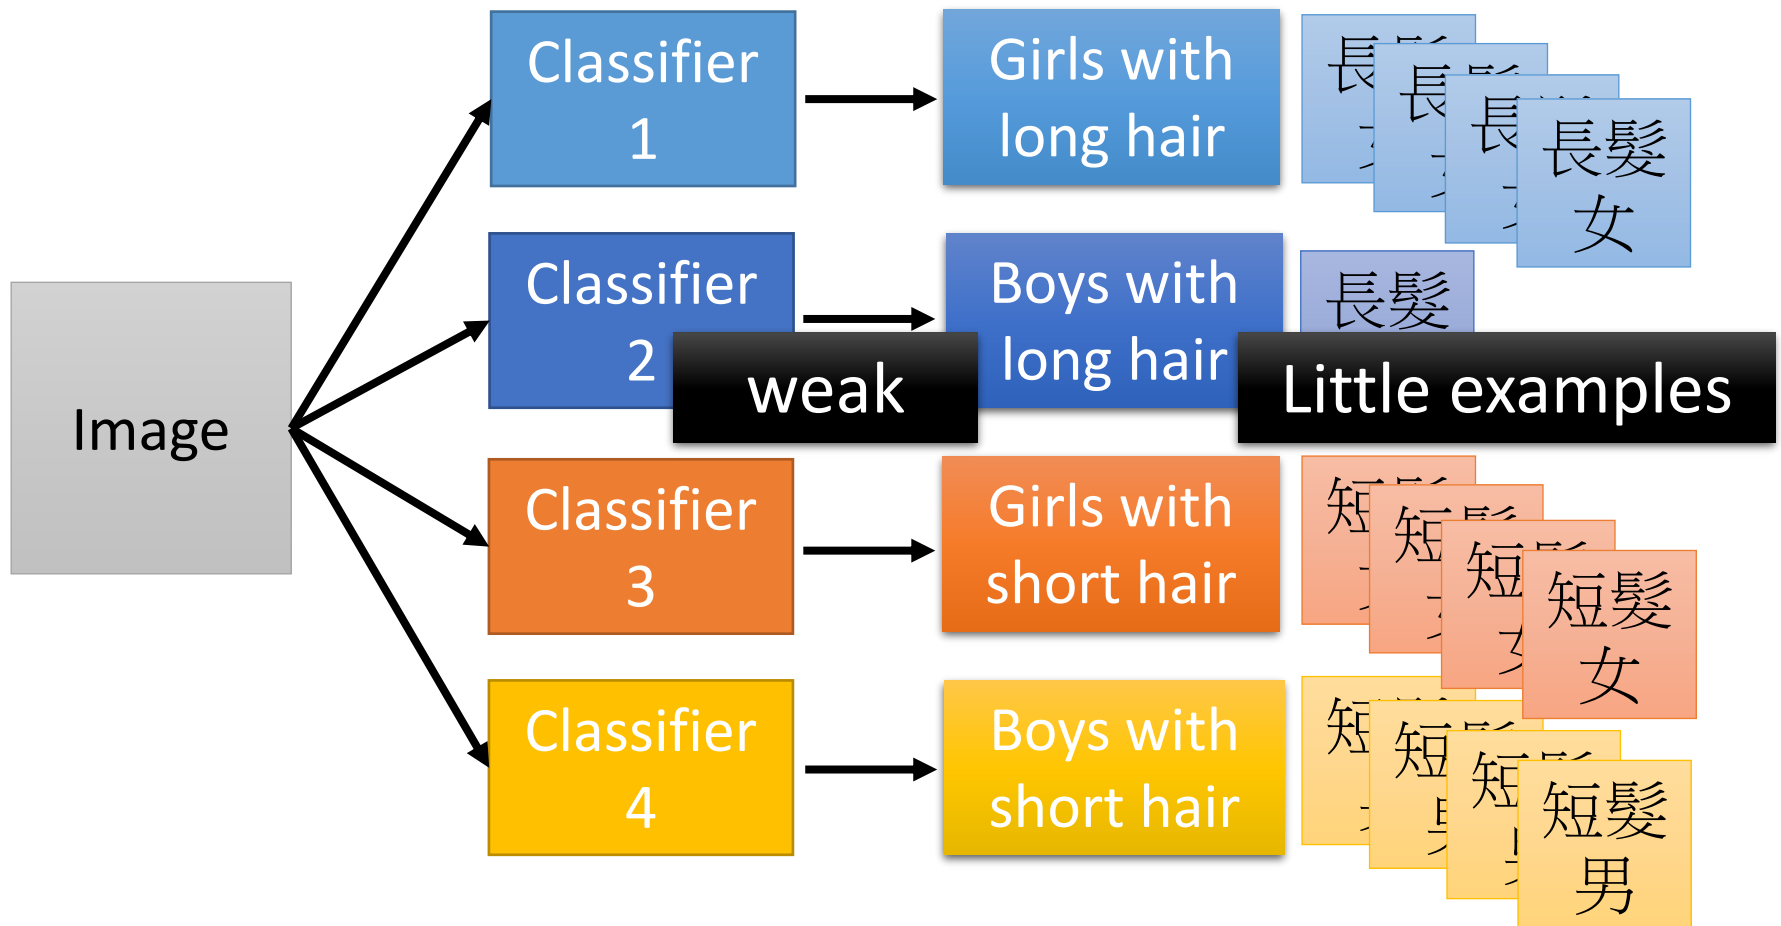 Image
Classifier
1
Girls with
long hair
長髮
女
Classifier
2
Boys with
long hair
長髮
weak
Little examples
Classifier
3
Girls with
short hair
短髮
女
Classifier
4
Boys with
short hair
短髮
男